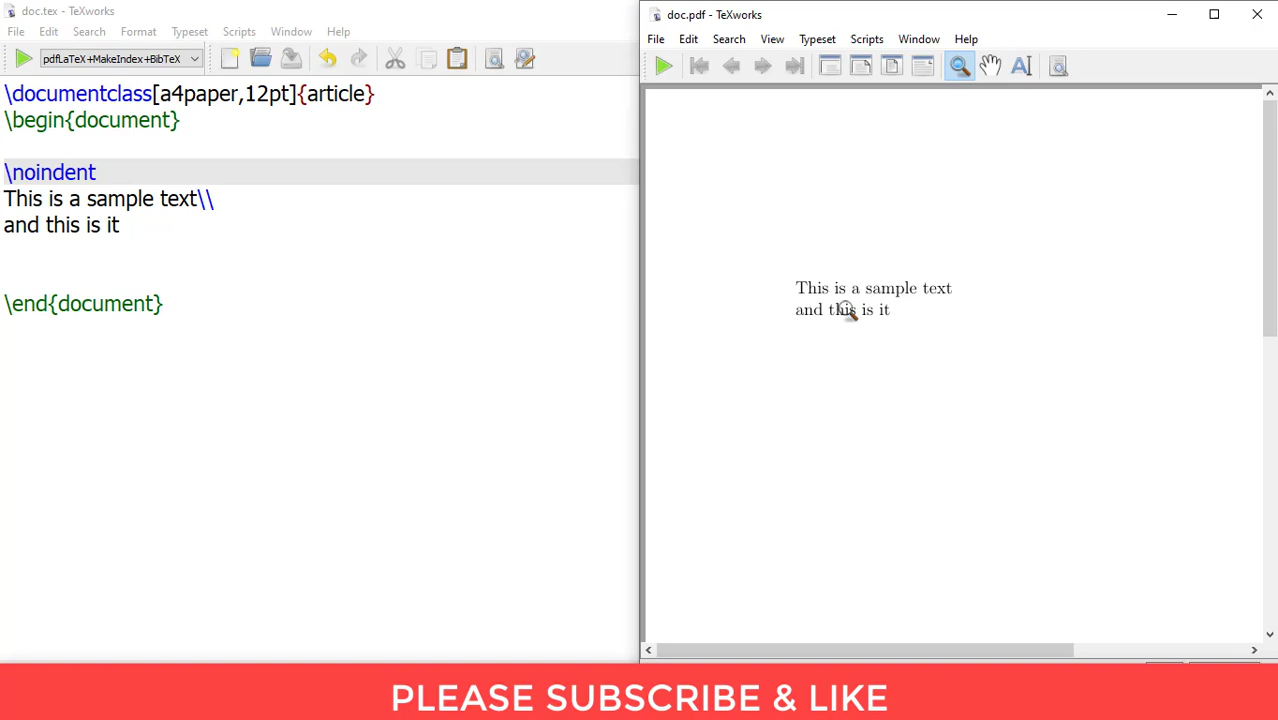 doc.tex - TeXworks
File Edit Search Format Typeset Scripts Window Help
pdfLaTeX+MakeIndex+BibTeX
\documentclass[a4paper,12pt]{article}
\begin{document}
\noindent
This is a sample text\\
and this is it
\end{document}
doc.pdf - TeXworks
File Edit Search View Typeset Scripts Window Help
This is a sample text
and this is it
PLEASE SUBSCRIBE & LIKE